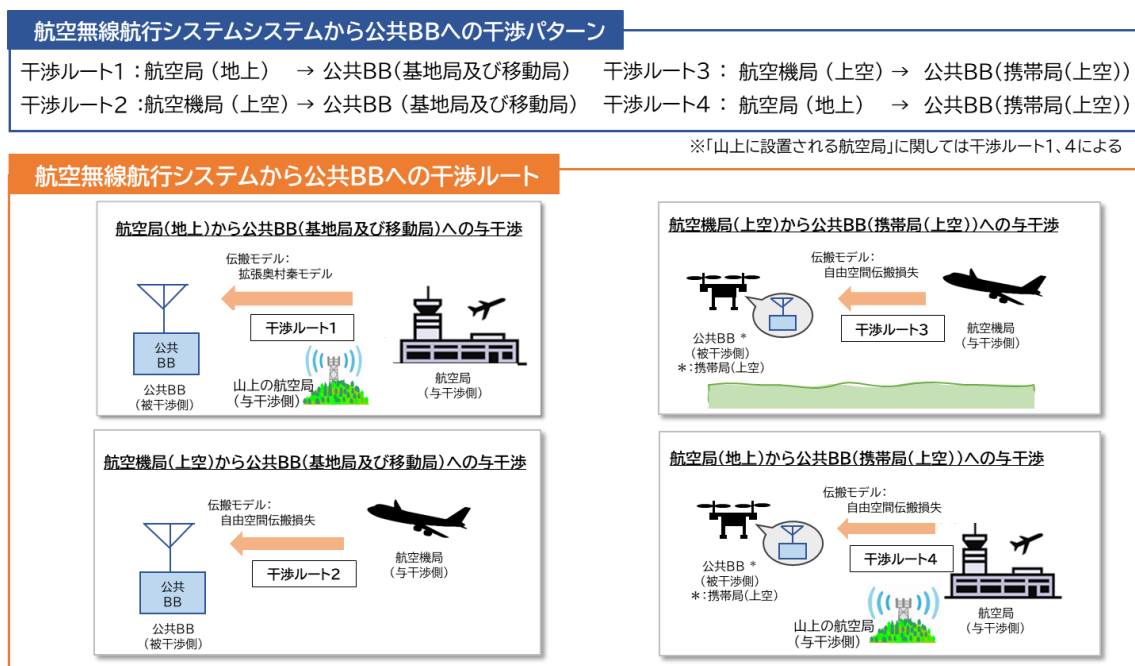 航空無線航行システムシステムから公共BBへの干渉パターン
干渉ルート1：航空局（地上） → 公共BB（基地局及び移動局）
干渉ルート2：航空機局（上空）→ 公共BB（基地局及び移動局）
干渉ルート3： 航空機局（上空）→ 公共BB（携帯局（上空））
干渉ルート4： 航空局（地上） → 公共BB（携帯局（上空））
※「山上に設置される航空局」に関しては干渉ルート1、4による
航空無線航行システムから公共BBへの干渉ルート
航空局（地上）から公共BB（基地局及び移動局）への与干渉
伝搬モデル：
拡張奥村秦モデル
干渉ルート1
公共
BB
公共BB
（被干渉側）
山上の航空局
（与干渉側）
航空局
（与干渉側）
航空機局（上空）から公共BB（携帯局（上空））への与干渉
伝搬モデル：
自由空間伝搬損失
干渉ルート3
公共BB *
（被干渉側）
*：携帯局（上空）
航空機局
（与干渉側）
航空機局（上空）から公共BB（基地局及び移動局）への与干渉
伝搬モデル：
自由空間伝搬損失
干渉ルート2
公共
BB
公共BB
（被干渉側）
航空機局
（与干渉側）
航空局（地上）から公共BB（携帯局（上空））への与干渉
伝搬モデル：
自由空間伝搬損失
干渉ルート4
公共BB *
（被干渉側）
*：携帯局（上空）
山上の航空局
（与干渉側）
航空局
（与干渉側）